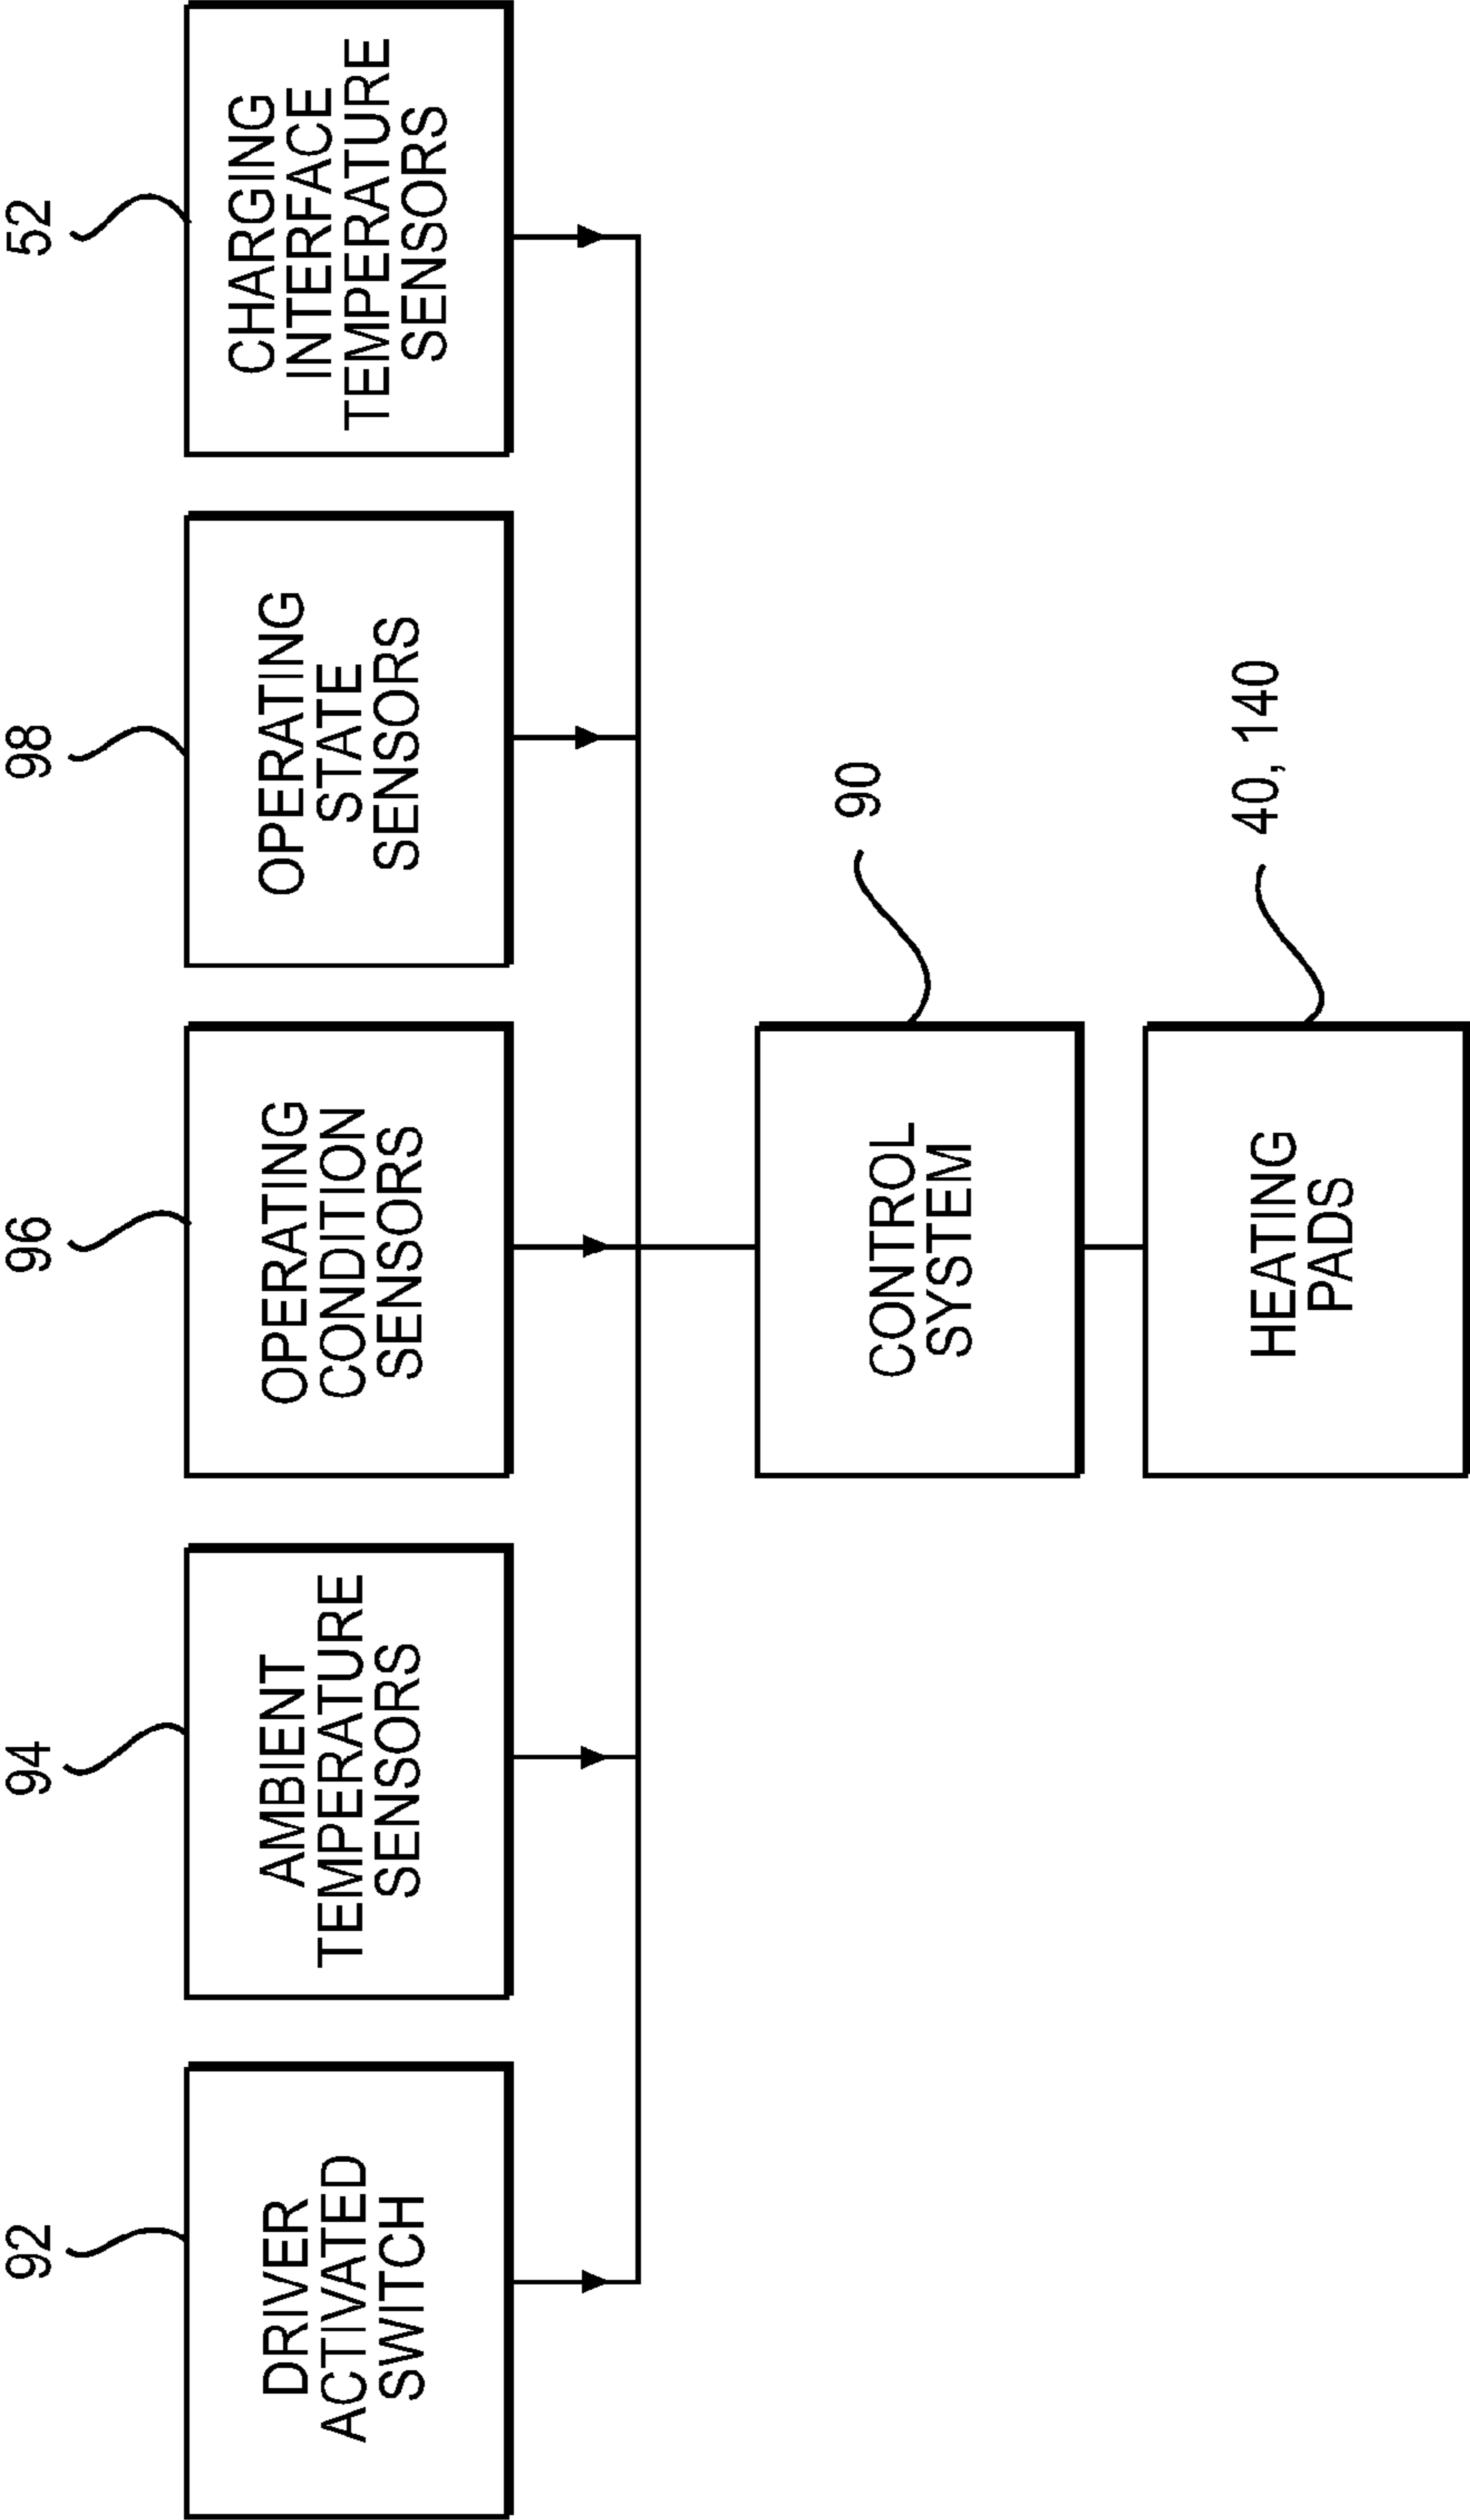 92
DRIVER
ACTIVATED
SWITCH
94
AMBIENT
TEMPERATURE
SENSORS
96
OPERATING
CONDITION
SENSORS
98
OPERATING
STATE
SENSORS
52
CHARGING
INTERFACE
TEMPERATURE
SENSORS
90
CONTROL
SYSTEM
40, 140
HEATING
PADS